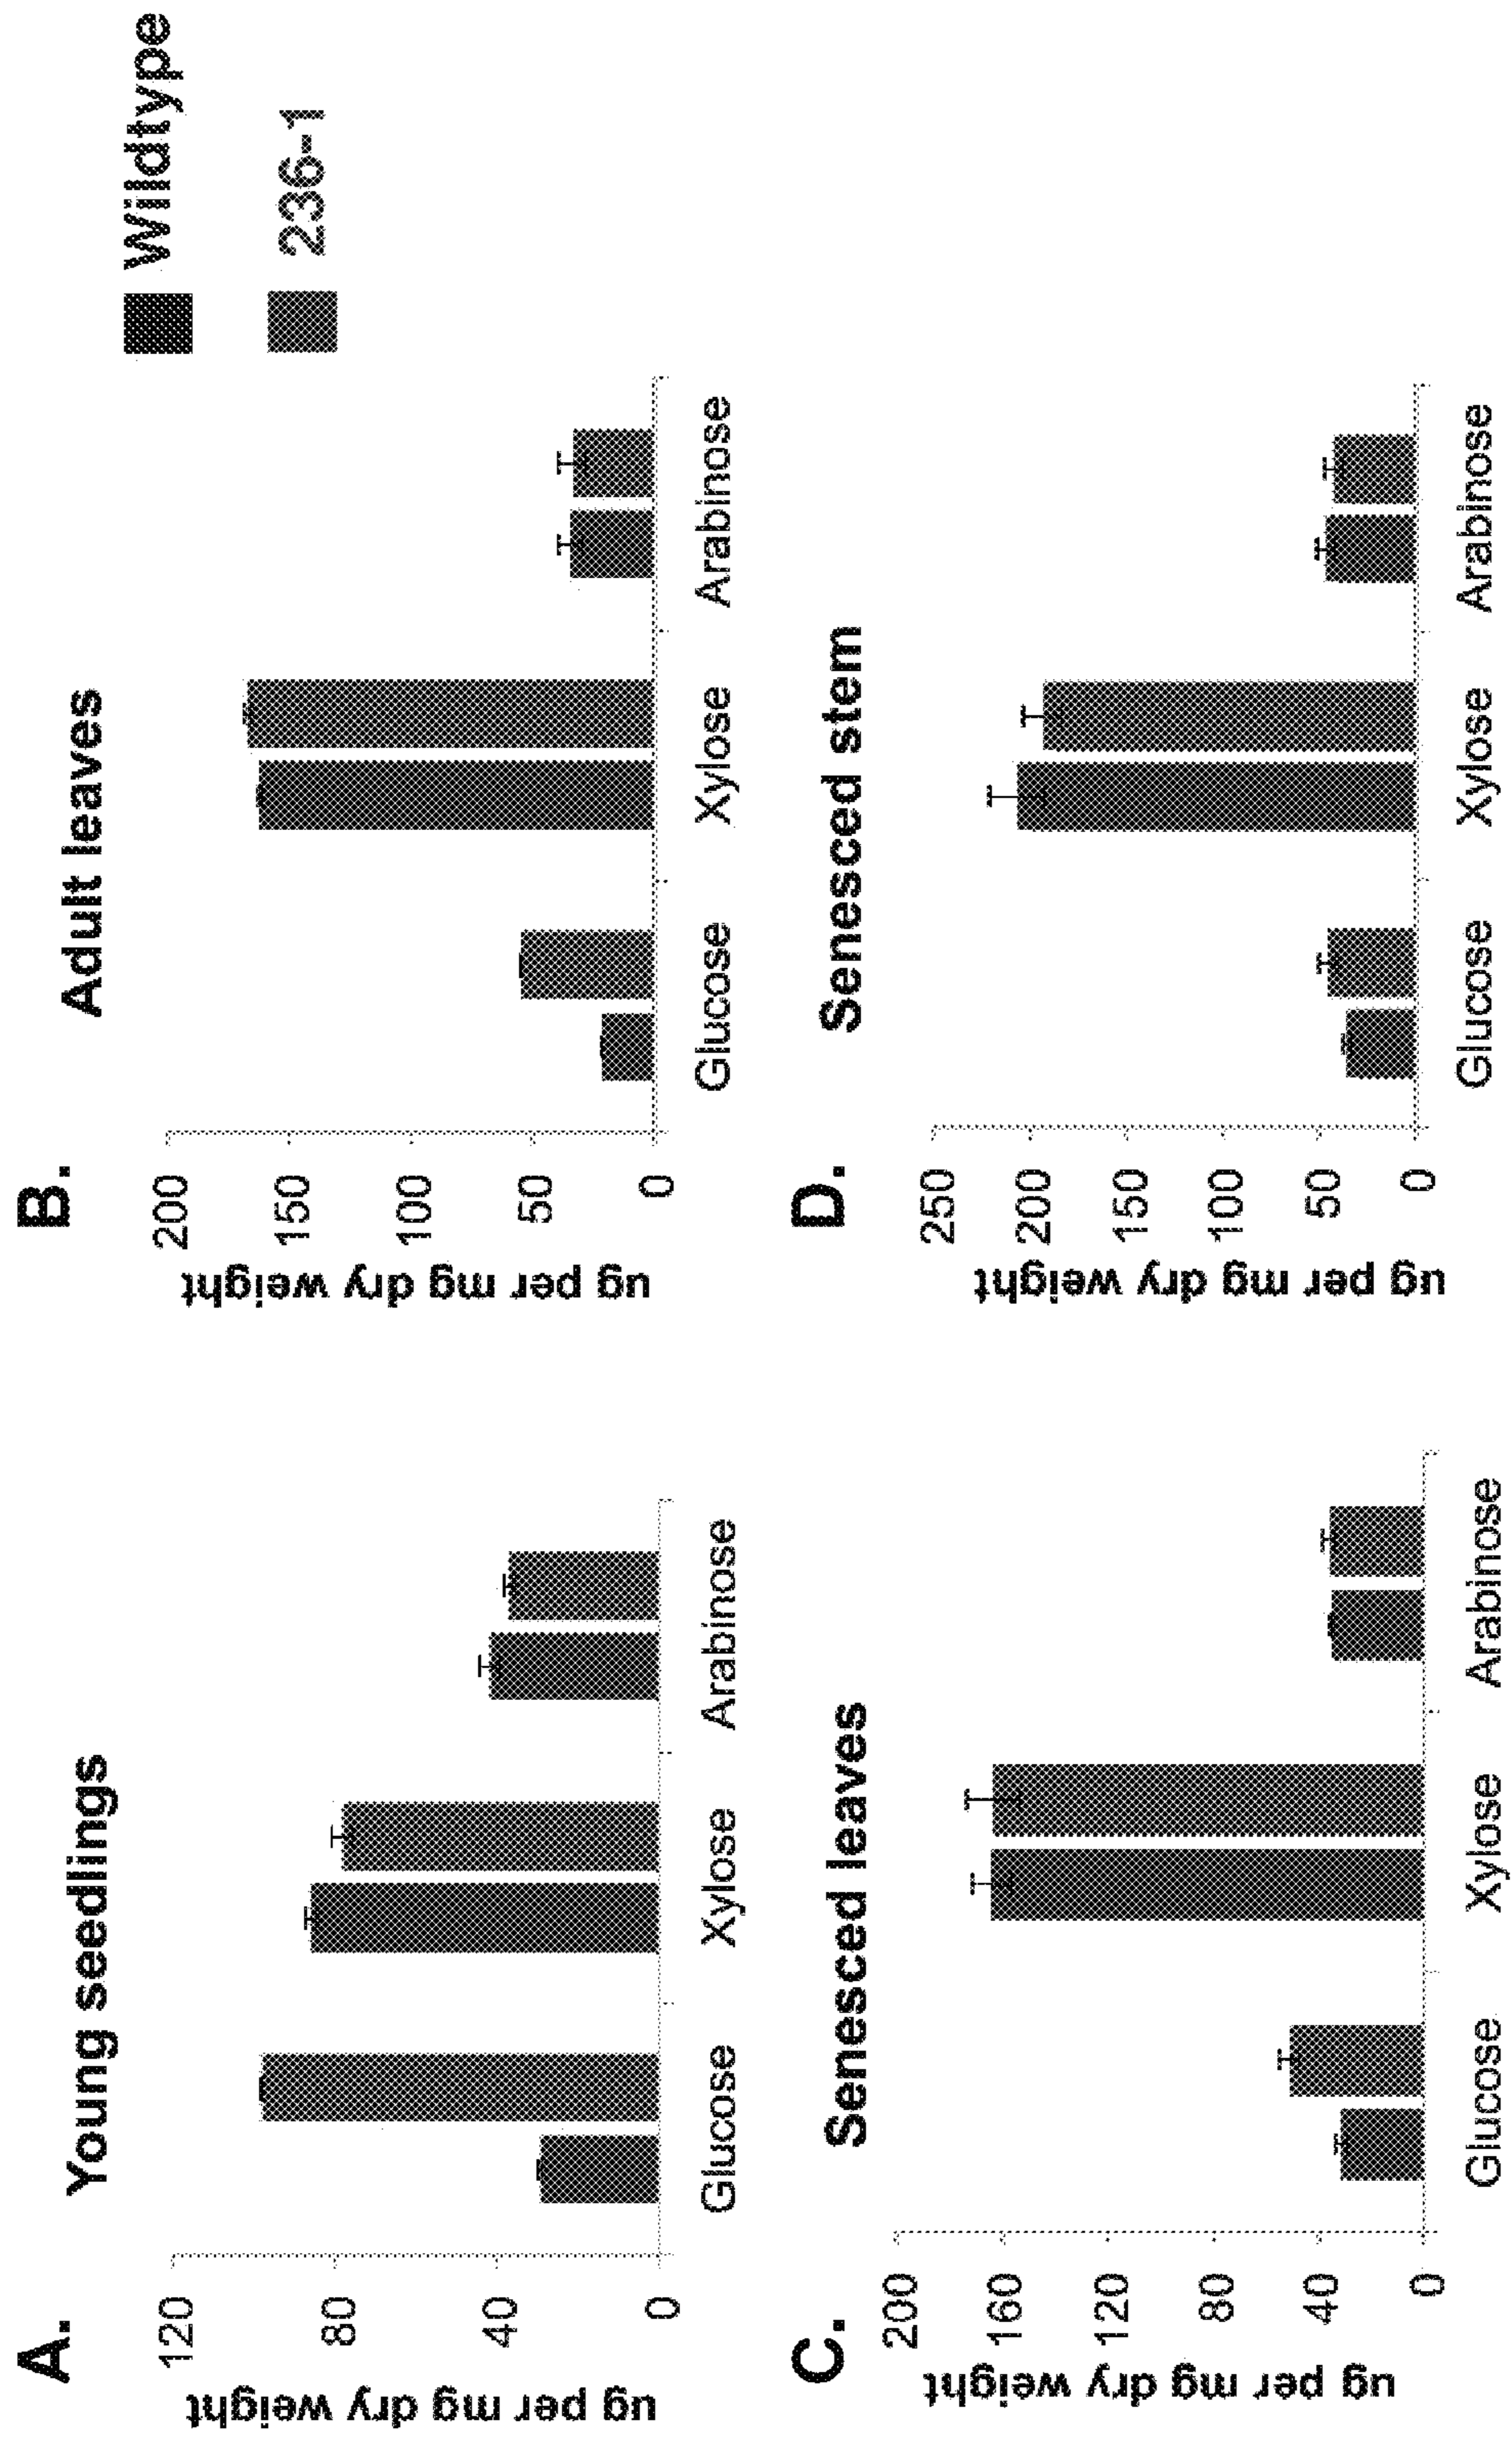 A.
Young seedlings
ug per mg dry weight
120
80
40
0
Glucose
Xylose
Arabinose
B.
Adult leaves
ug per mg dry weight
200
150
100
50
0
Glucose
Xylose
Arabinose
Wildtype
236-1
C.
Senesced leaves
ug per mg dry weight
200
160
120
80
40
0
Glucose
Xylose
Arabinose
D.
Senesced stem
ug per mg dry weight
250
200
150
100
50
0
Glucose
Xylose
Arabinose